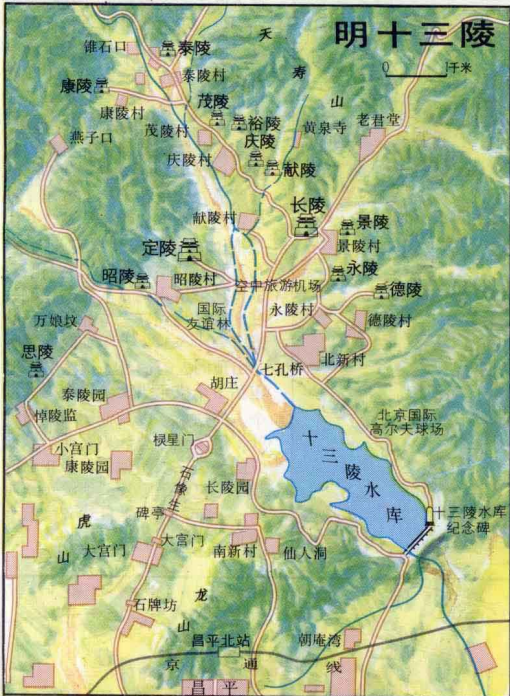 明十三陵
0 1千米
天
寿
山
锥石口
泰陵
泰陵村
康陵
康陵村
茂陵
茂陵村
裕陵
庆陵
黄泉寺
老君堂
燕子口
庆陵村
献陵
献陵村
长陵
景陵
景陵村
定陵
永陵
昭陵
昭陵村
空中旅游机场
德陵
国际
友谊林
永陵村
德陵村
万娘坟
思陵
北新村
七孔桥
胡庄
泰陵园
悼陵监
北京国际
高尔夫球场
小宫门
康陵园
棂星门
十三陵水库
石像生
长陵园
十三陵水库
纪念碑
碑亭
虎
山
大宫门
大宫门
南新村
仙人洞
石牌坊
龙
山
昌平北站
朝庵湾
京通线
昌平